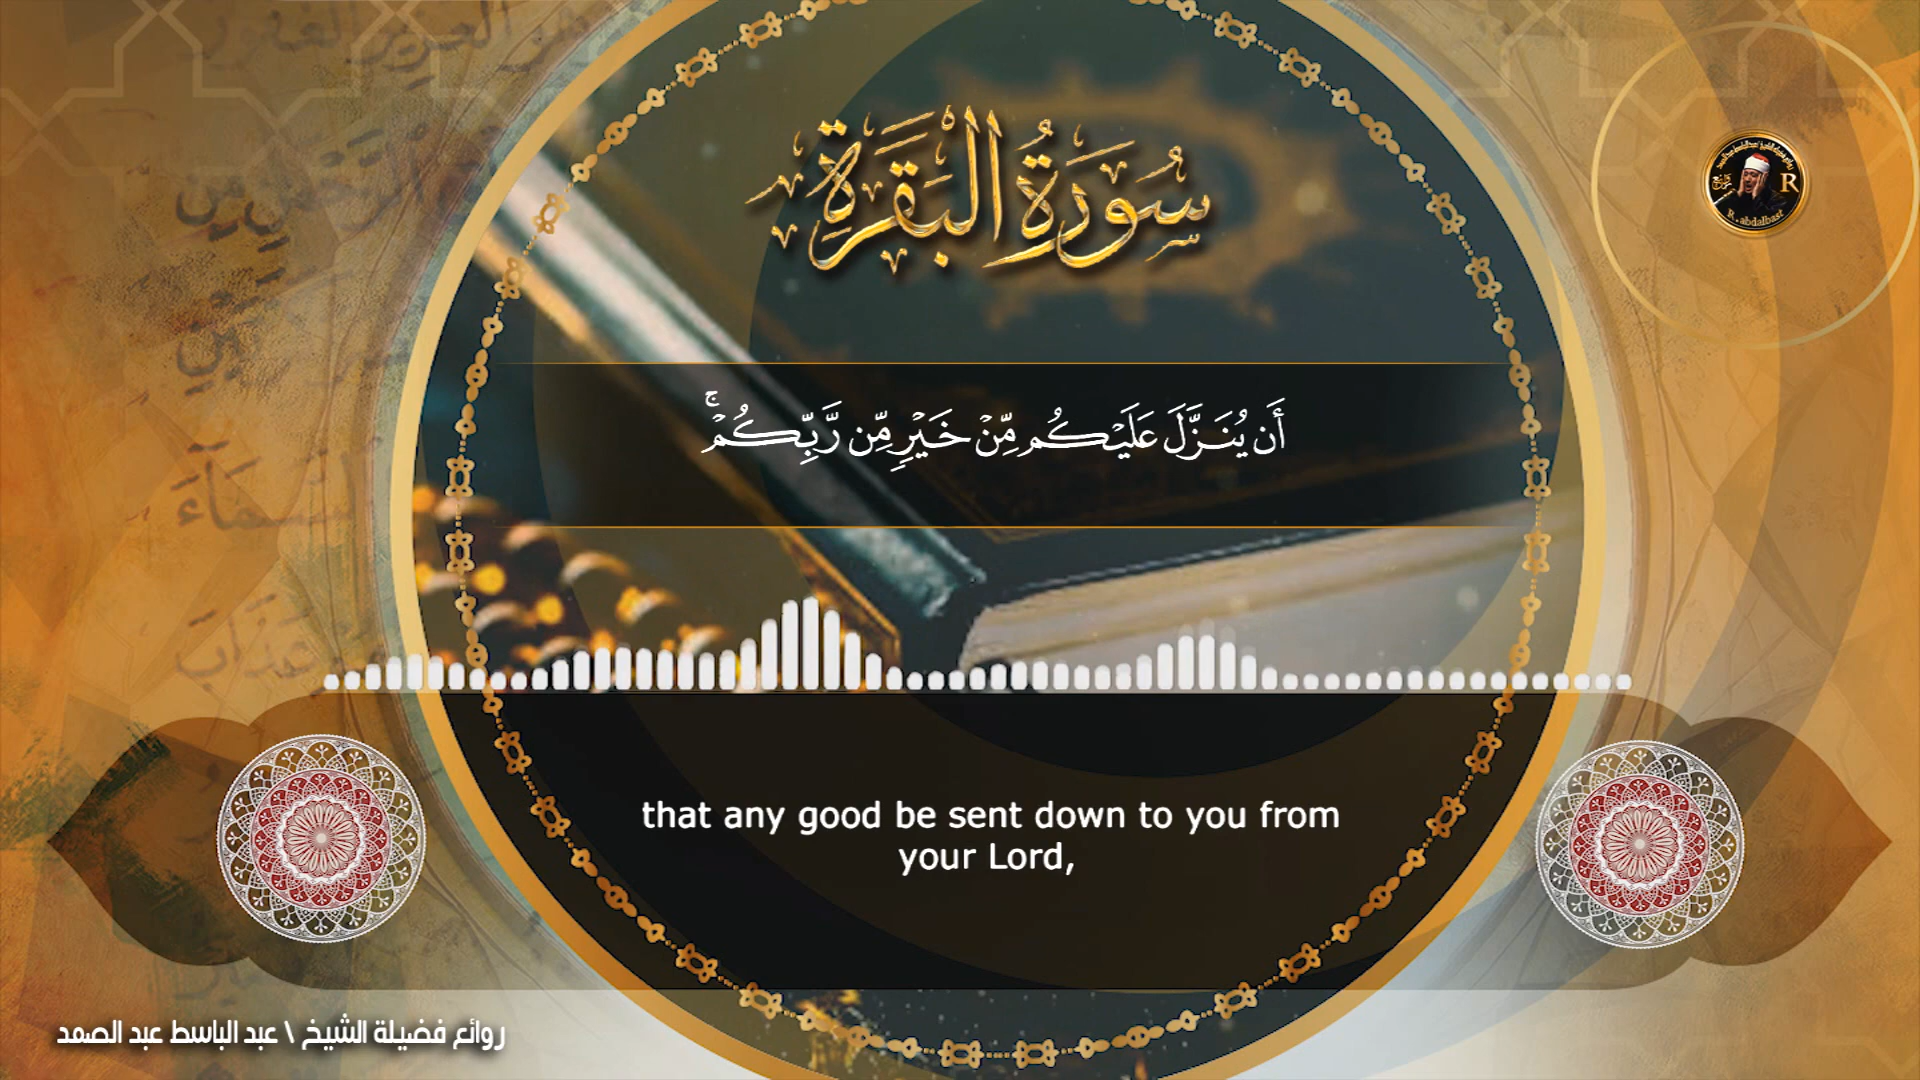 سُورَةُ البَقَرَةِ
أَن يُنَزَّلَ عَلَيۡكُم مِّنۡ خَيۡرٖ مِّن رَّبِّكُمۡۚ
that any good be sent down to you from
your Lord,
R
R.abdalbast
روائع فضيلة الشيخ \ عبد الباسط عبد الصمد